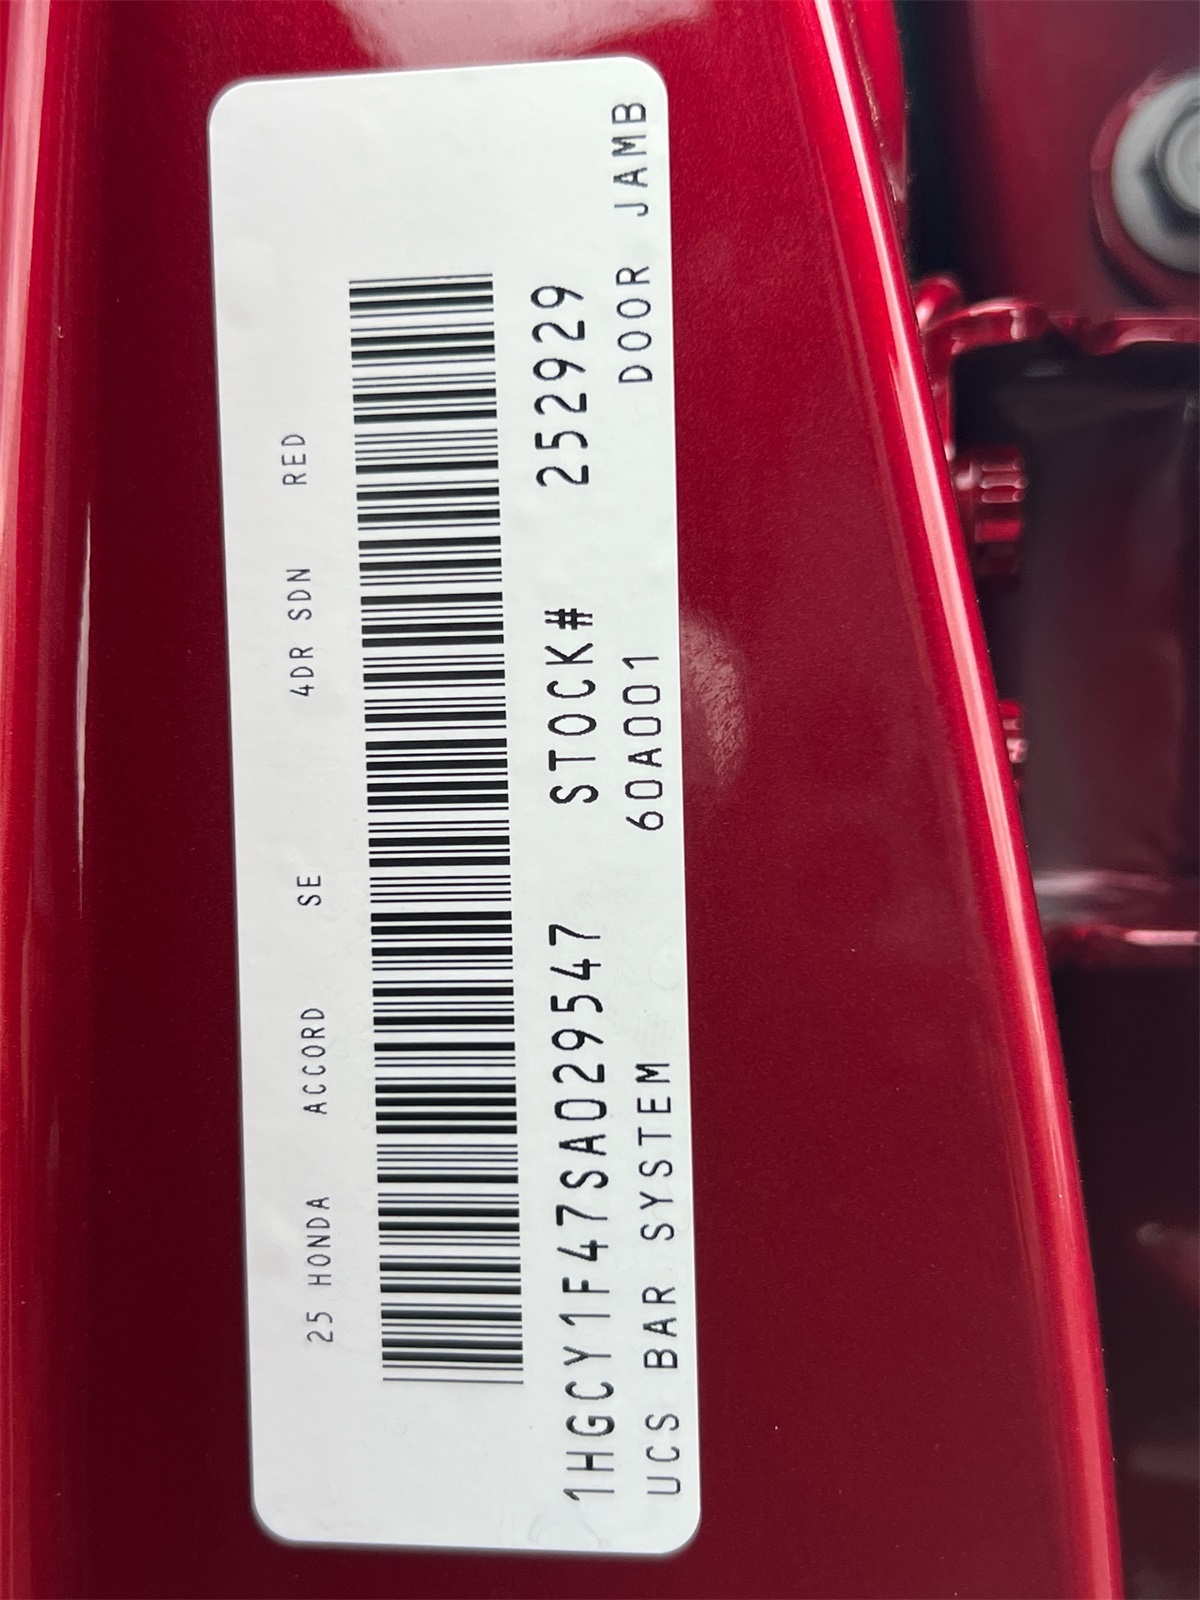 25 HONDA ACCORD SE 4DR SDN RED
1HGCY1F47SA029547 STOCK# 252929
UCS BAR SYSTEM 60A001 DOOR JAMB